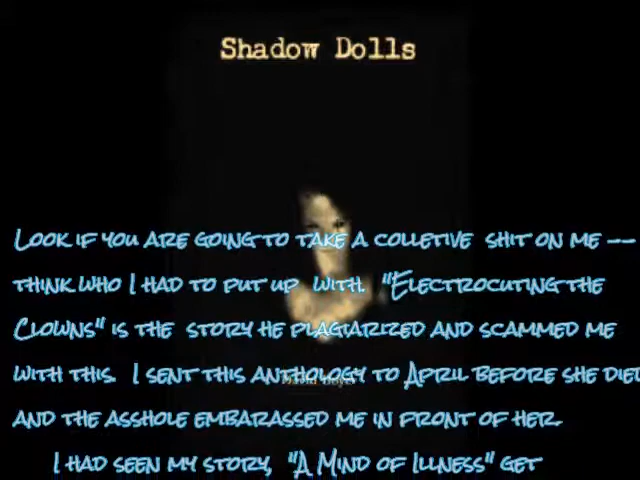 Shadow Dolls
Look if you are going to take a colletive shit on me --
think who I had to put up with. "Electrocuting the
Clowns" is the story he plagiarized and scammed me
with this. I sent this anthology to April before she died
and the asshole embarassed me in front of her.
I had seen my story, "A Mind of Illness" get